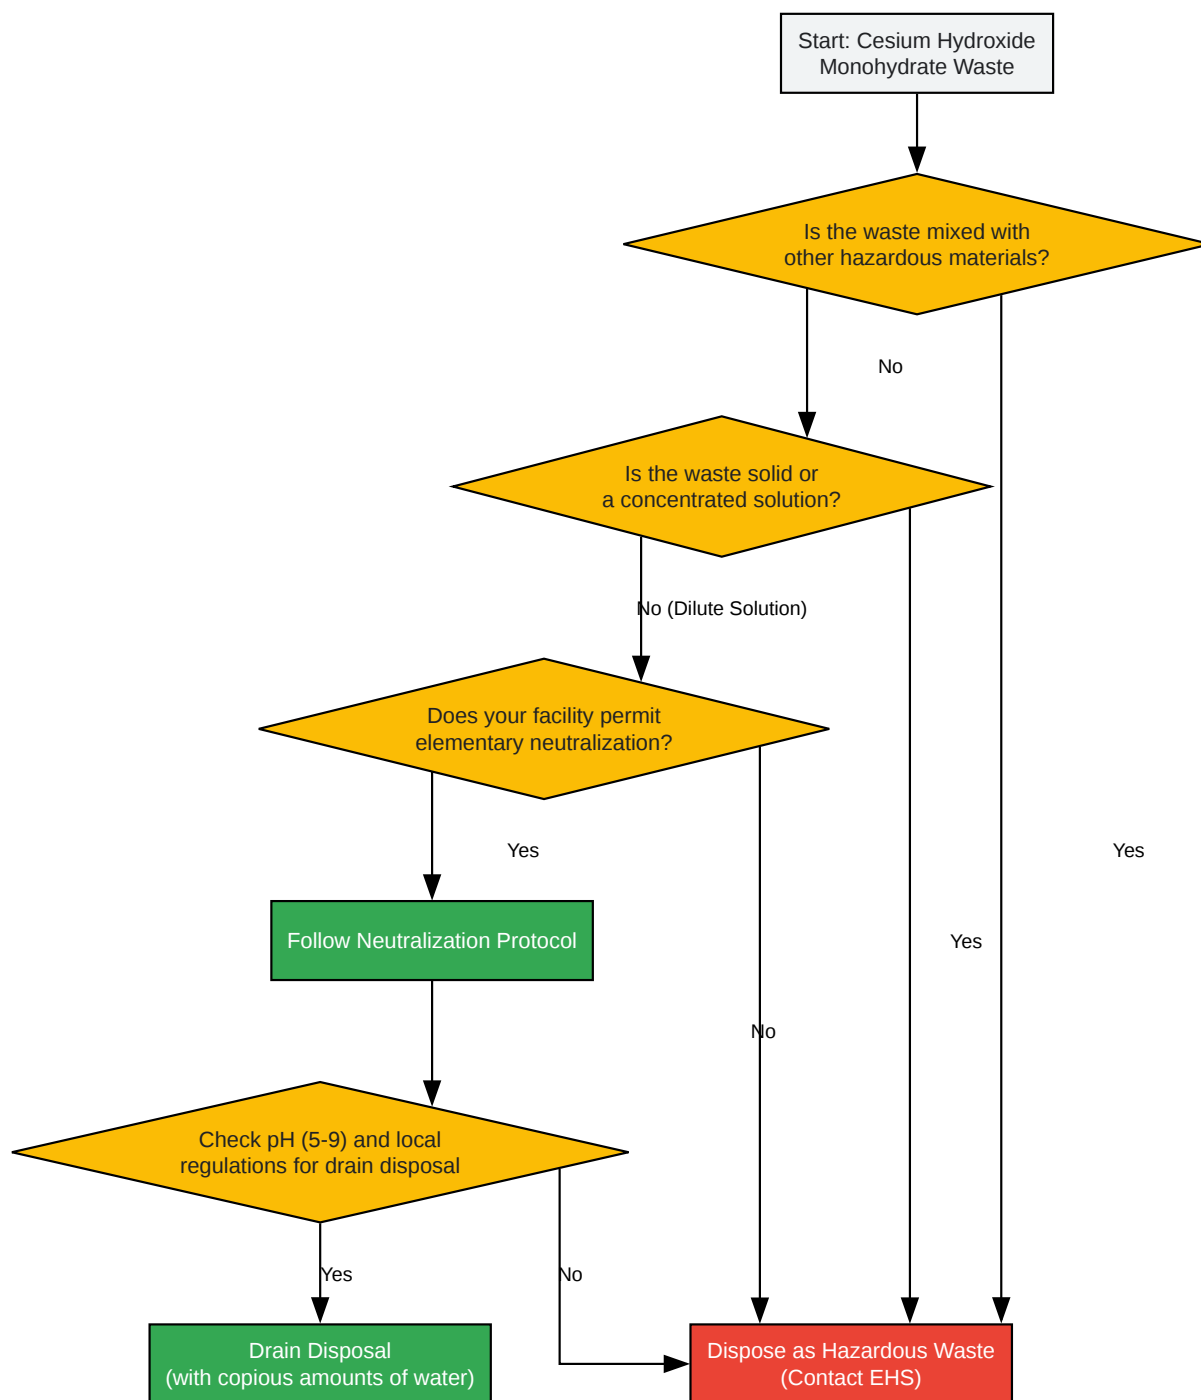 Start: Cesium Hydroxide
Monohydrate Waste
Is the waste mixed with
other hazardous materials?
No
Is the waste solid or
a concentrated solution?
No (Dilute Solution)
Does your facility permit
elementary neutralization?
Yes
Yes
Follow Neutralization Protocol
Yes
No
Check pH (5-9) and local
regulations for drain disposal
Yes
No
Drain Disposal
(with copious amounts of water)
Dispose as Hazardous Waste
(Contact EHS)